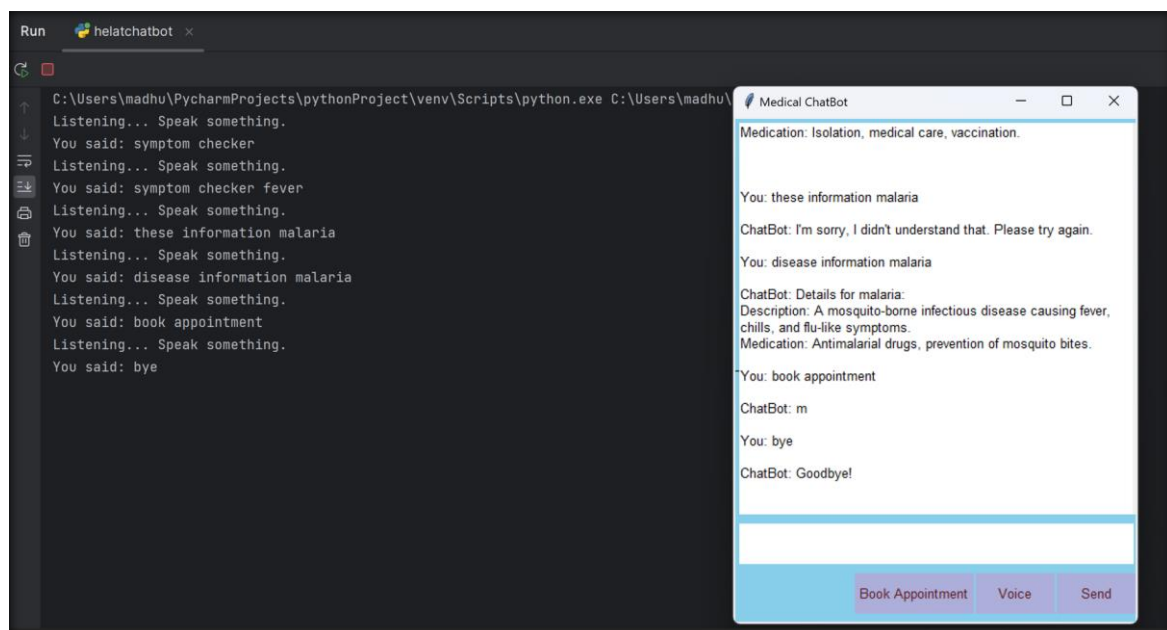 Run helatchatbot
C:\Users\madhu\PycharmProjects\pythonProject\venv\Scripts\python.exe C:\Users\madhu\
Listening... Speak something.
You said: symptom checker
Listening... Speak something.
You said: symptom checker fever
Listening... Speak something.
You said: these information malaria
Listening... Speak something.
You said: disease information malaria
Listening... Speak something.
You said: book appointment
Listening... Speak something.
You said: bye
Medical ChatBot
Medication: Isolation, medical care, vaccination.
You: these information malaria
ChatBot: I'm sorry, I didn't understand that. Please try again.
You: disease information malaria
ChatBot: Details for malaria:
Description: A mosquito-borne infectious disease causing fever,
chills, and flu-like symptoms.
Medication: Antimalarial drugs, prevention of mosquito bites.
You: book appointment
ChatBot: m
You: bye
ChatBot: Goodbye!
Book Appointment Voice Send